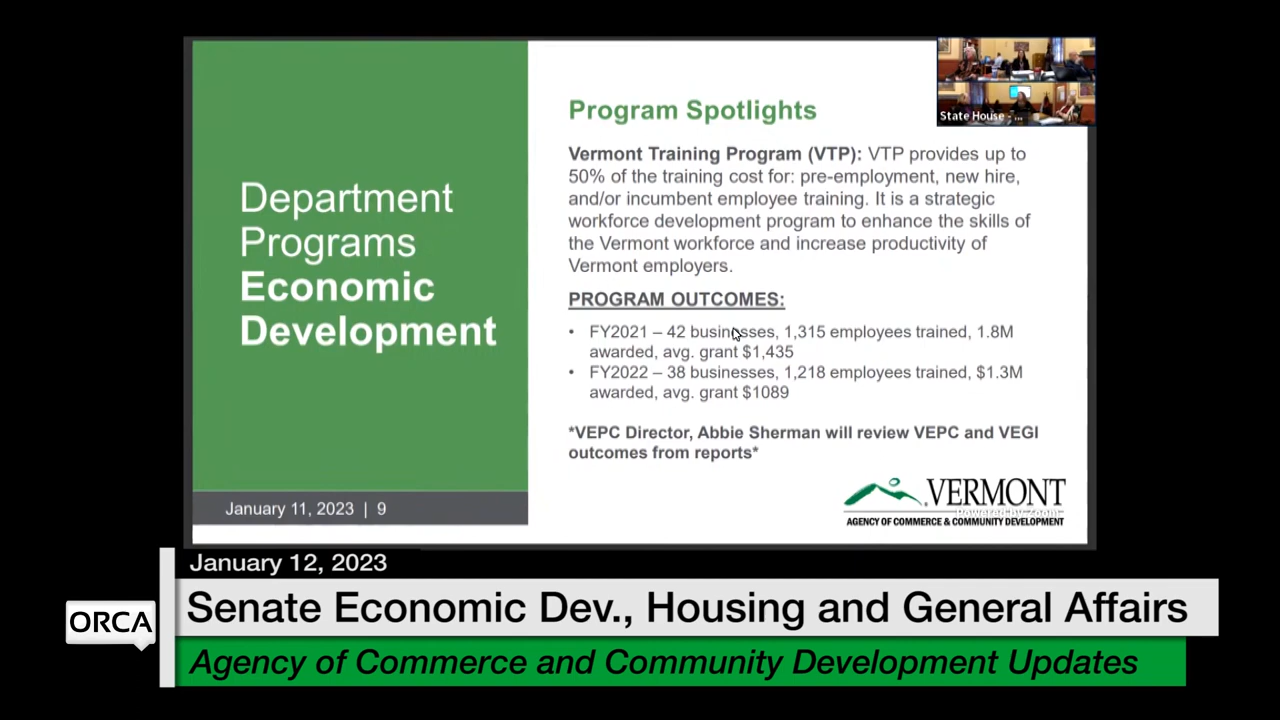 Department
Programs
Economic
Development
January 11, 2023 | 9
Program Spotlights
State House - ...
Vermont Training Program (VTP): VTP provides up to
50% of the training cost for: pre-employment, new hire,
and/or incumbent employee training. It is a strategic
workforce development program to enhance the skills of
the Vermont workforce and increase productivity of
Vermont employers.
PROGRAM OUTCOMES:
• FY2021 – 42 businesses, 1,315 employees trained, 1.8M
awarded, avg. grant $1,435
• FY2022 – 38 businesses, 1,218 employees trained, $1.3M
awarded, avg. grant $1089
*VEPC Director, Abbie Sherman will review VEPC and VEGI
outcomes from reports*
VERMONT
Powered by Zoom
AGENCY OF COMMERCE & COMMUNITY DEVELOPMENT
January 12, 2023
ORCA
Senate Economic Dev., Housing and General Affairs
Agency of Commerce and Community Development Updates